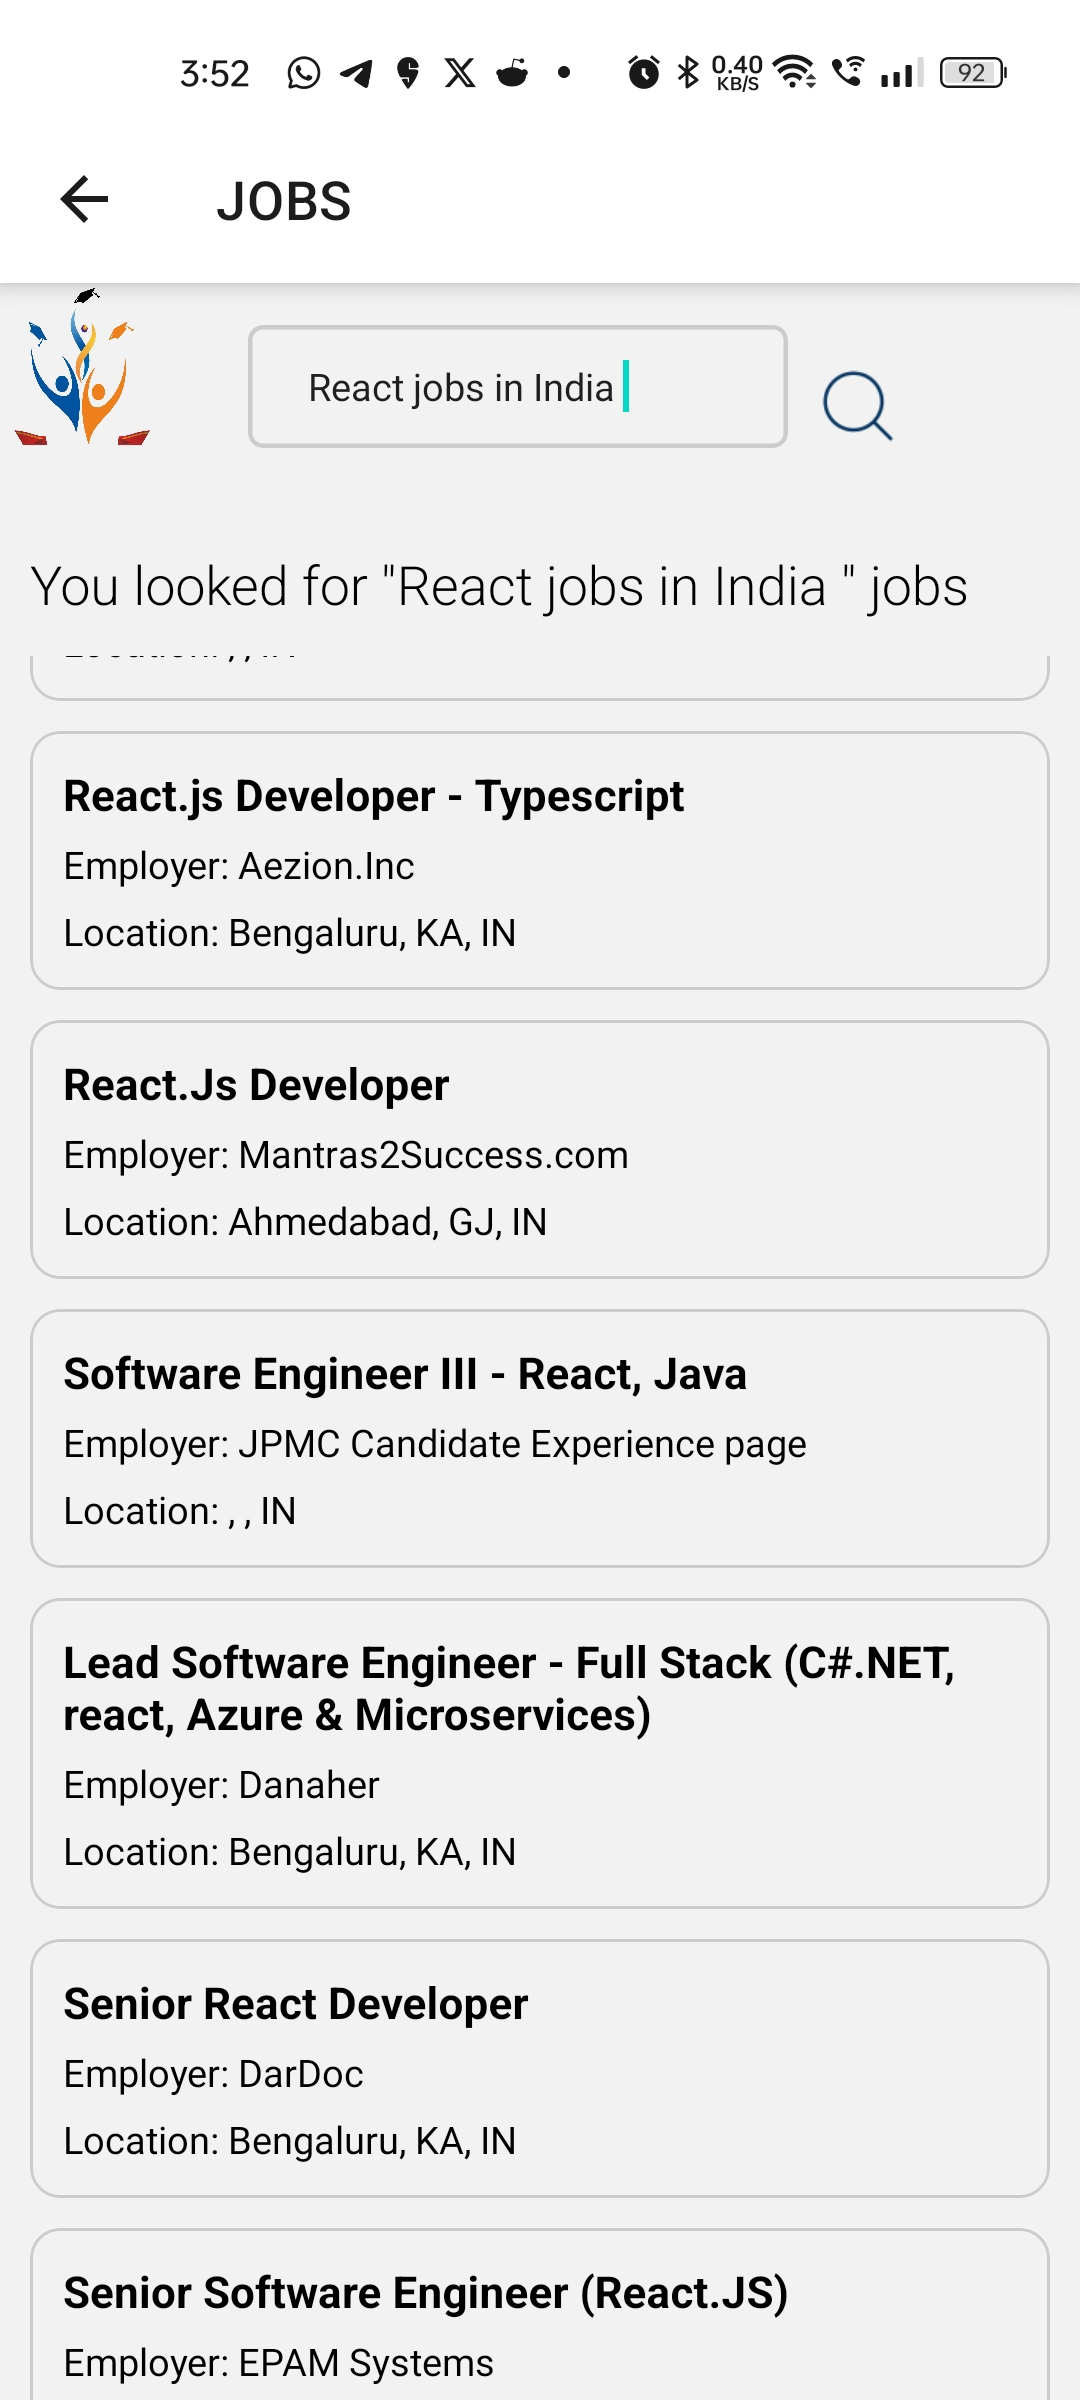 3:52
0.40
KB/S
92
JOBS
React jobs in India
You looked for "React jobs in India " jobs
React.js Developer - Typescript
Employer: Aezion.Inc
Location: Bengaluru, KA, IN
React.Js Developer
Employer: Mantras2Success.com
Location: Ahmedabad, GJ, IN
Software Engineer III - React, Java
Employer: JPMC Candidate Experience page
Location: , , IN
Lead Software Engineer - Full Stack (C#.NET,
react, Azure & Microservices)
Employer: Danaher
Location: Bengaluru, KA, IN
Senior React Developer
Employer: DarDoc
Location: Bengaluru, KA, IN
Senior Software Engineer (React.JS)
Employer: EPAM Systems